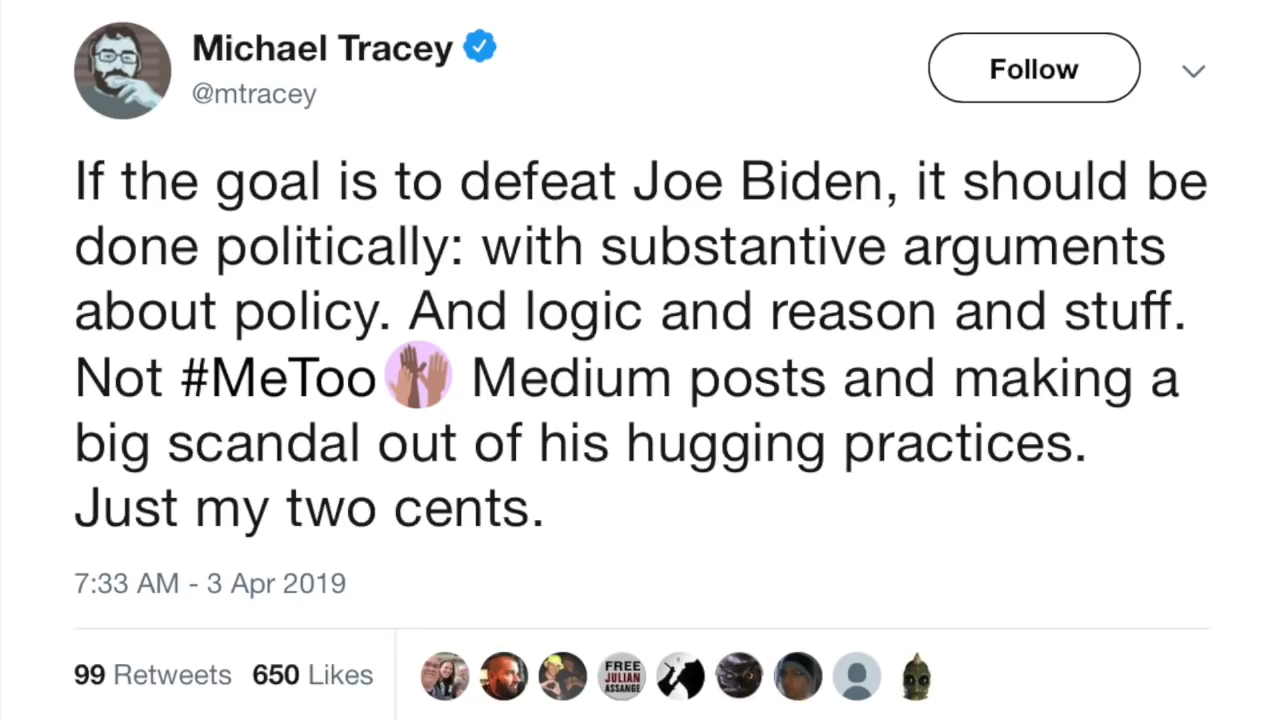 Michael Tracey
@mtracey
Follow
If the goal is to defeat Joe Biden, it should be
done politically: with substantive arguments
about policy. And logic and reason and stuff.
Not #MeToo Medium posts and making a
big scandal out of his hugging practices.
Just my two cents.
7:33 AM - 3 Apr 2019
99 Retweets 650 Likes
FREE
JULIAN
ASSANGE